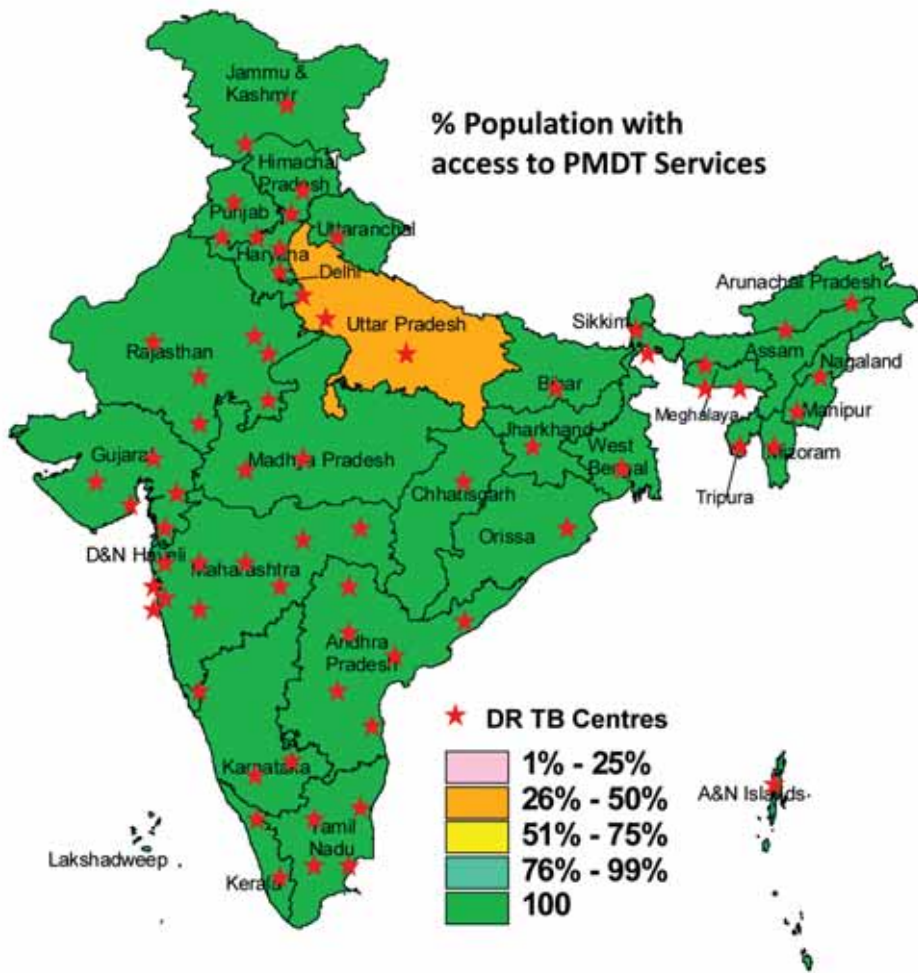 Jammu &
Kashmir
% Population with
access to PMDT Services
Himachal
Pradesh
Punjab
Uttaranchal
Haryana
Delhi
Arunachal Pradesh
Sikkim
Uttar Pradesh
Rajasthan
Assam
Nagaland
Bihar
Meghalaya
Manipur
Jharkhand
West
Bengal
Mizoram
Gujarat
Madhya Pradesh
Chhatisgarh
Tripura
Orissa
D&N Haveli
Maharashtra
Andhra
Pradesh
DR TB Centres
1% - 25%
Karnataka
26% - 50%
A&N Islands
51% - 75%
Tamil
Nadu
Lakshadweep
76% - 99%
Kerala
100